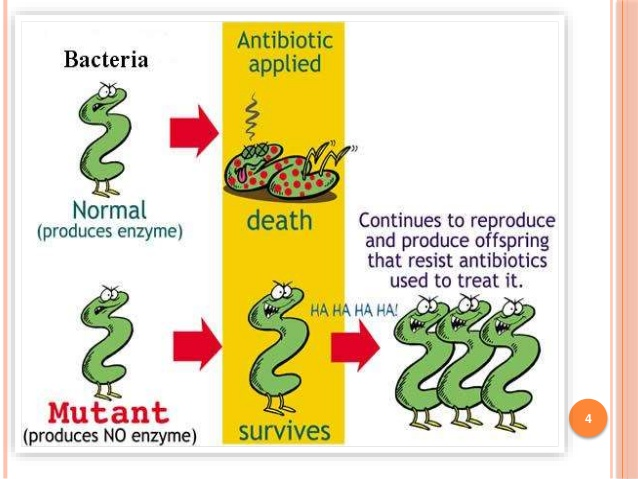 Bacteria
Antibiotic
applied
Normal
(produces enzyme)
death
Continues to reproduce
and produce offspring
that resist antibiotics
used to treat it.
HA HA HA HA!
Mutant
(produces NO enzyme)
survives
4